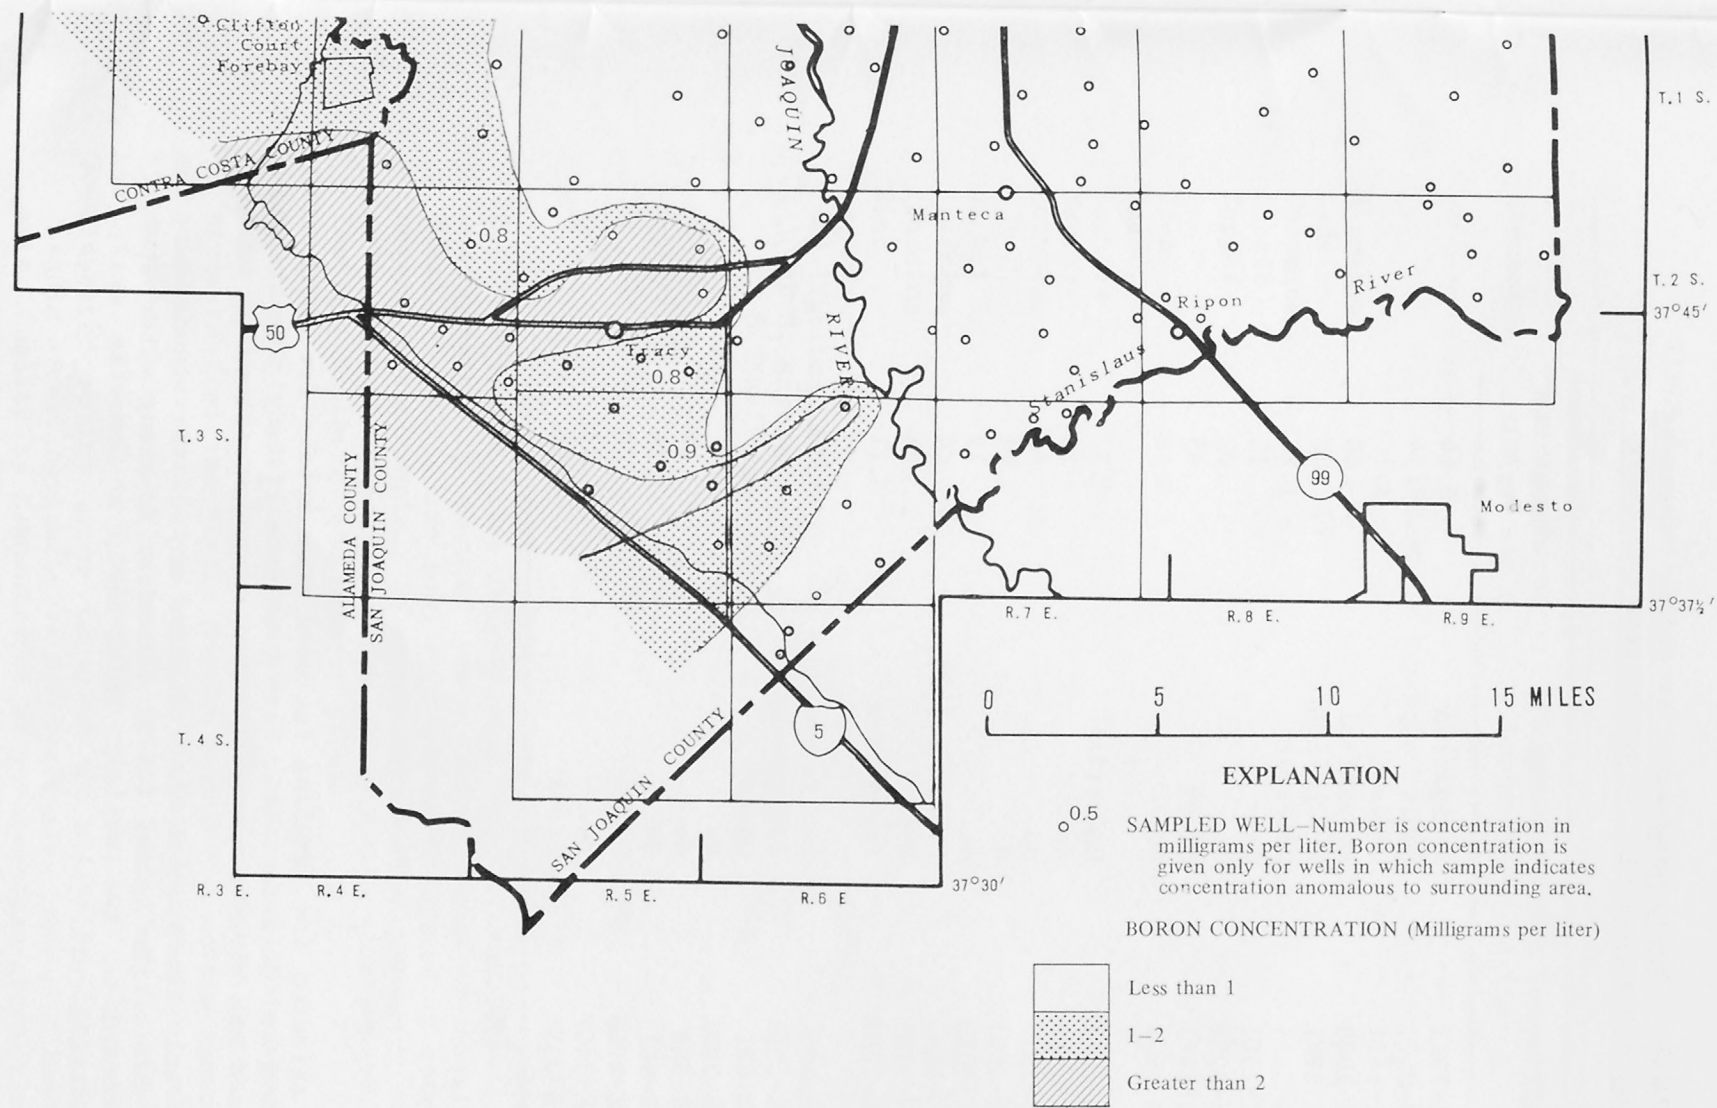 Clifton
Court
Forebay
JOAQUIN
T.1 S.
CONTRA COSTA COUNTY
Manteca
0.8
T.2 S.
River
Ripon
37°45′
50
RIVER
Tracy
0.8
Stanislaus
T.3 S.
0.9
ALAMEDA COUNTY
SAN JOAQUIN COUNTY
99
Modesto
37°37½′
R.7 E.
R.8 E.
R.9 E.
0 5 10 15 MILES
5
T.4 S.
SAN JOAQUIN COUNTY
37°30′
R.3 E.
R.4 E.
R.5 E.
R.6 E
EXPLANATION
0.5
SAMPLED WELL—Number is concentration in
milligrams per liter. Boron concentration is
given only for wells in which sample indicates
concentration anomalous to surrounding area.
BORON CONCENTRATION (Milligrams per liter)
Less than 1
1—2
Greater than 2